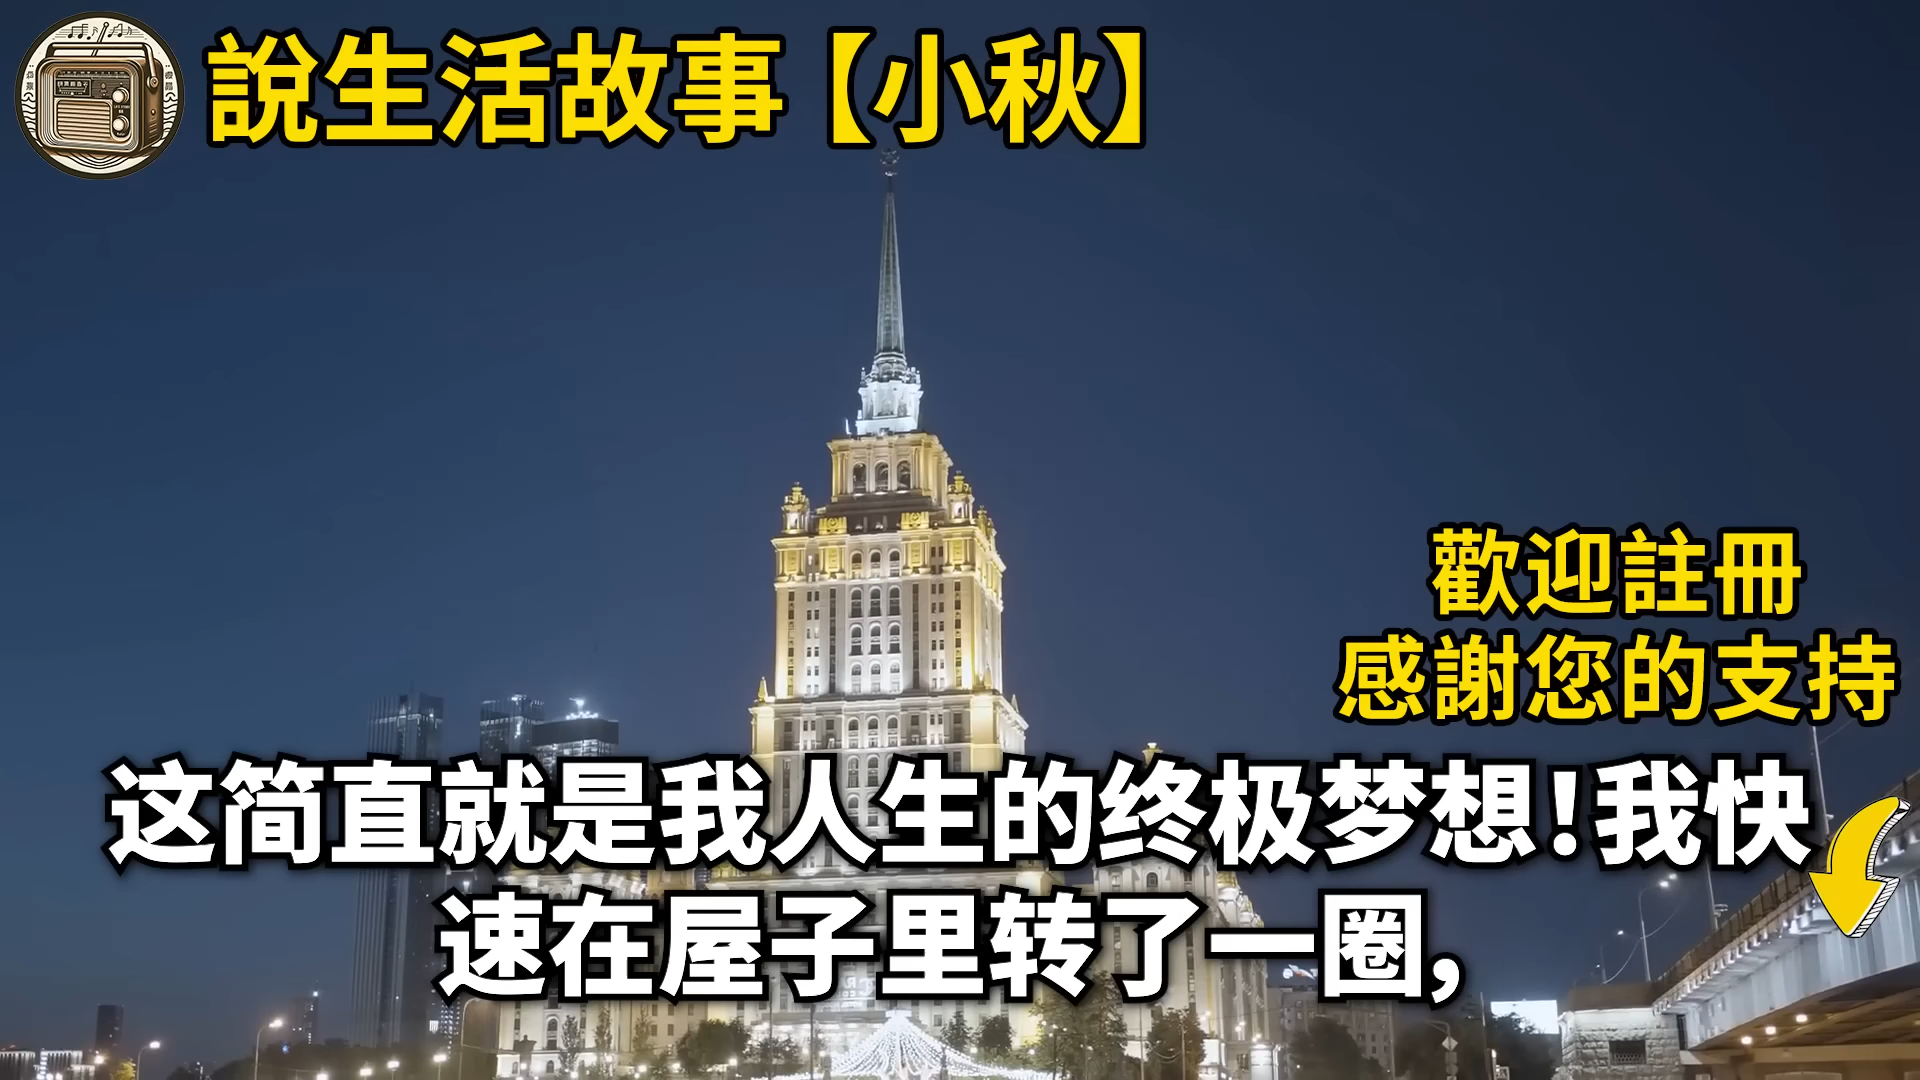 說生活故事【小秋】
歡迎註冊
感謝您的支持
这简直就是我人生的终极梦想！我快
速在屋子里转了一圈，